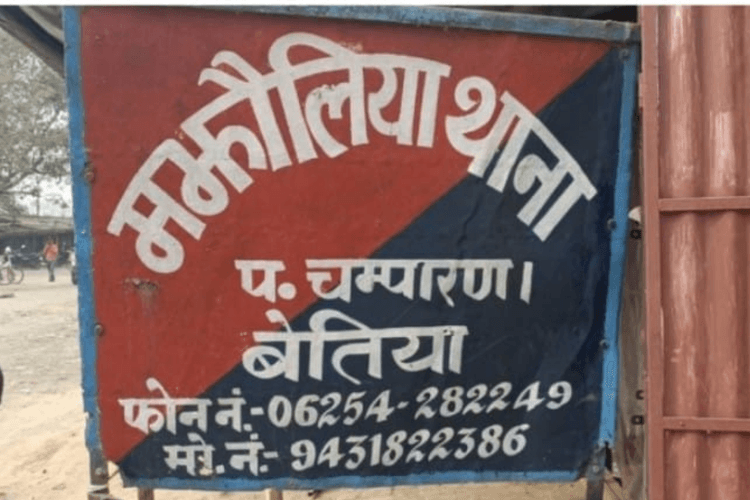 मझौलिया थाना
प. चम्पारण।
बेतिया
फोन नं.-06254-282249
मो. नं.- 9431822386